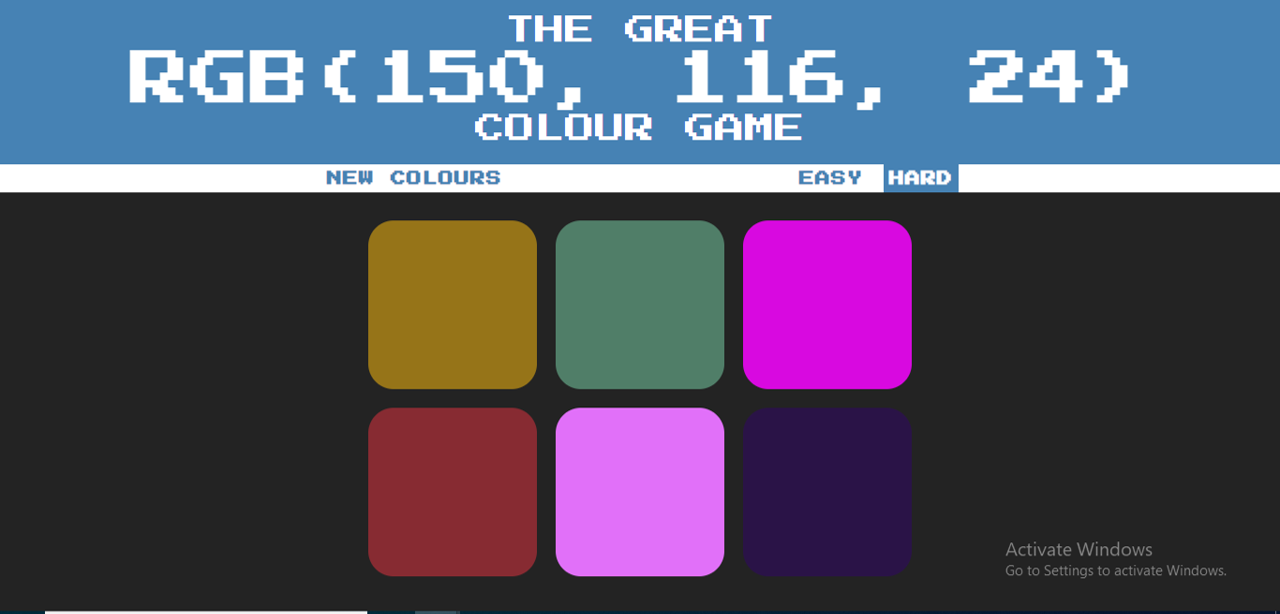 THE GREAT
RGB(150, 116, 24)
COLOUR GAME
NEW COLOURS EASY HARD
Activate Windows
Go to Settings to activate Windows.